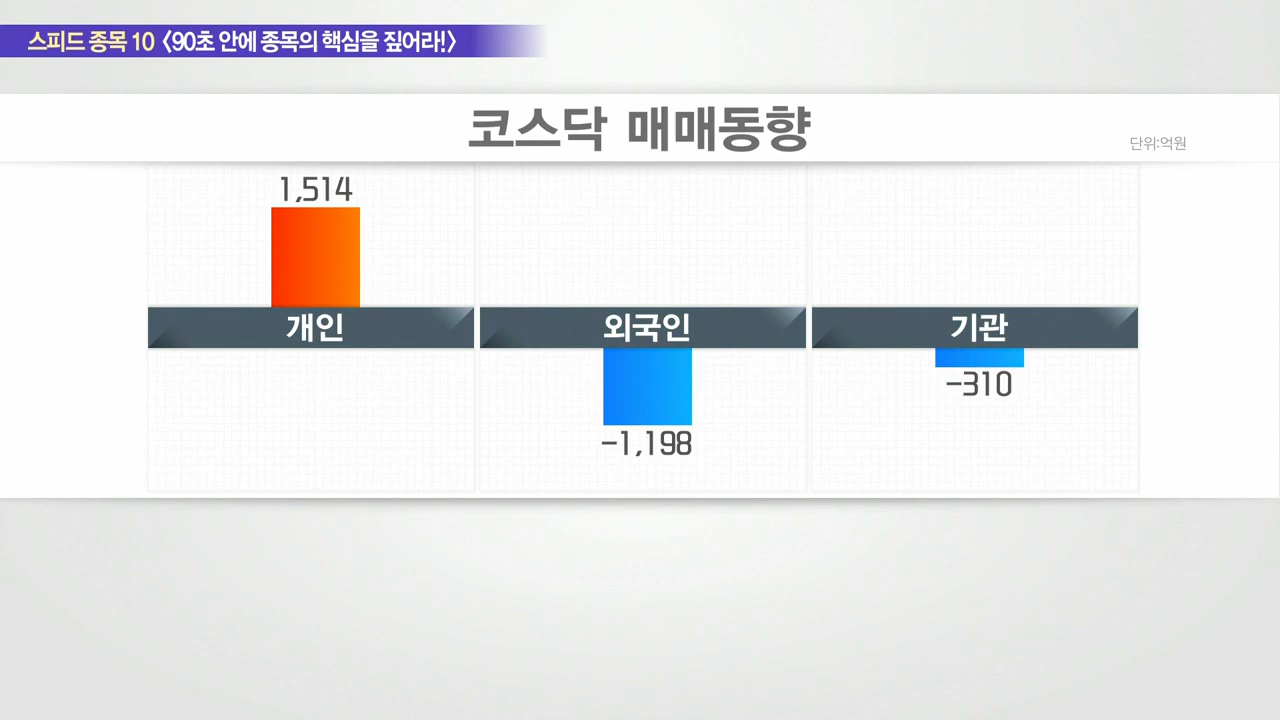 스피드 종목 10 〈90초 안에 종목의 핵심을 짚어라!〉
코스닥 매매동향
단위:억원
1,514
개인
외국인
기관
-1,198
-310